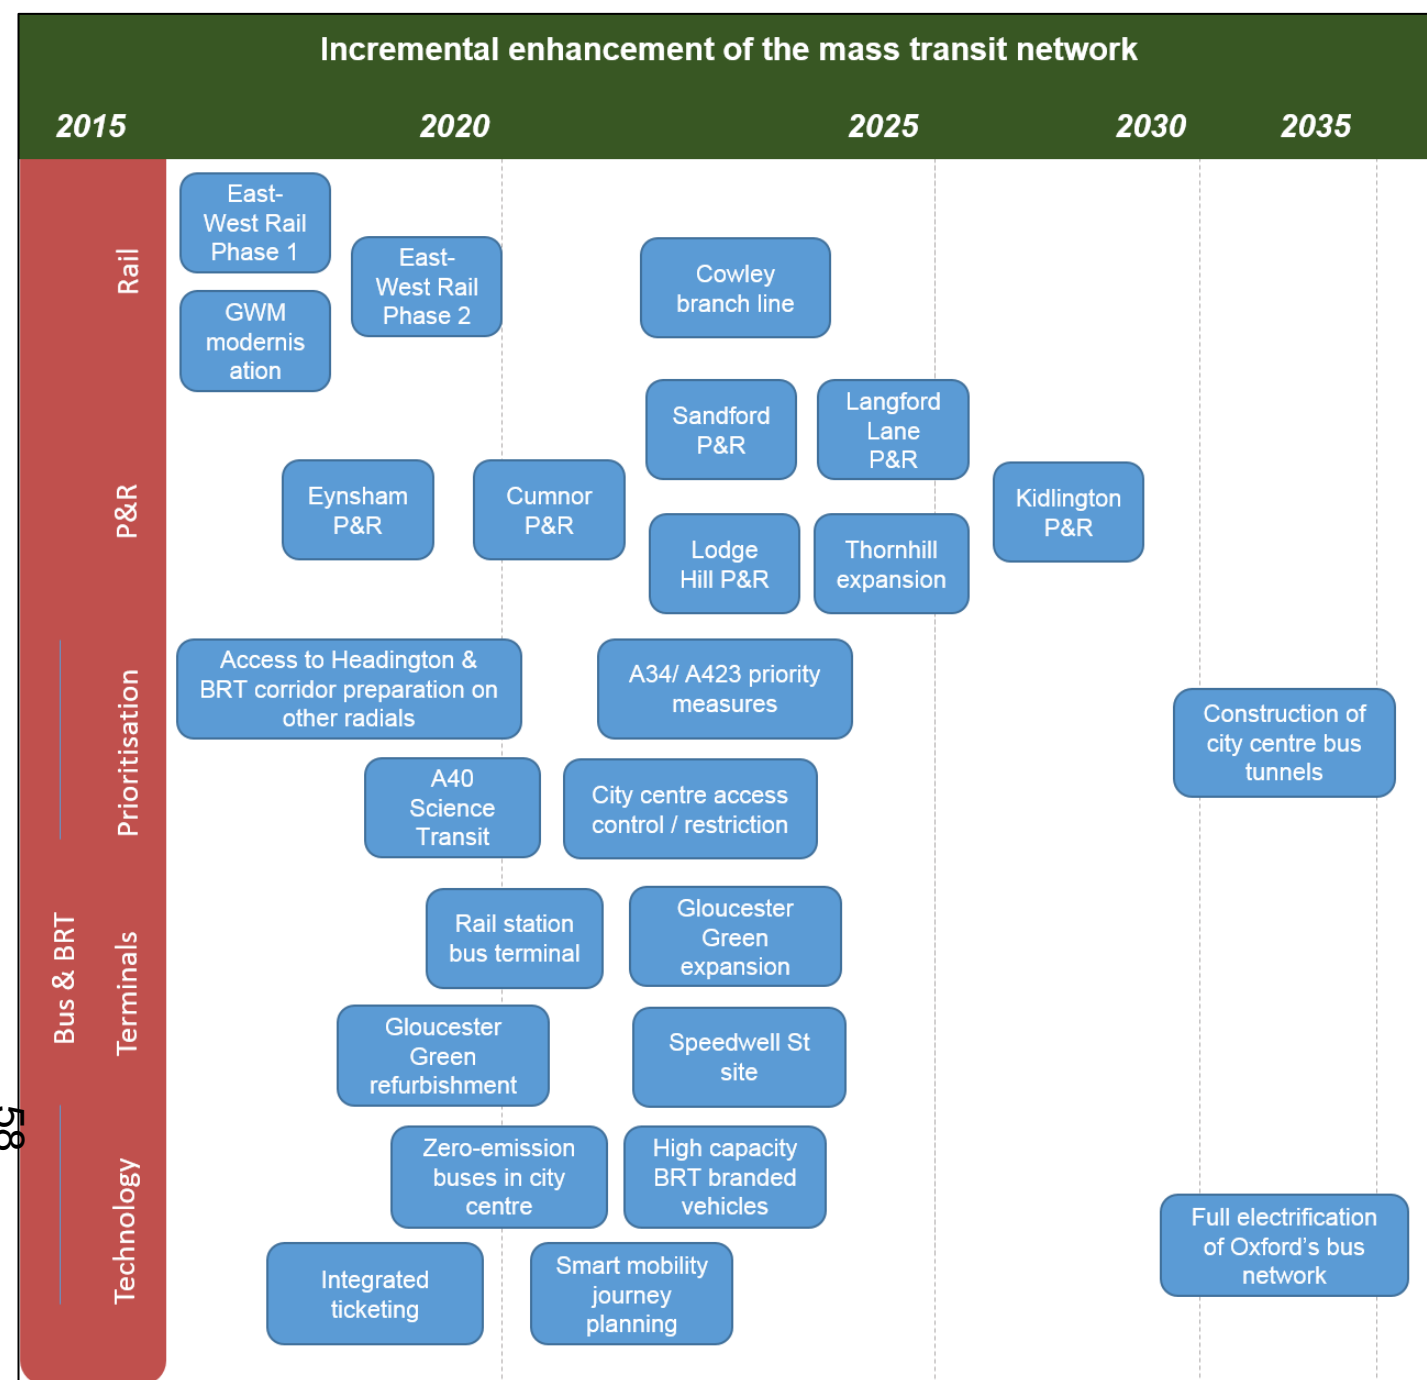 Incremental enhancement of the mass transit network
2015 2020 2025 2030 2035
Rail
East-
West Rail
Phase 1
GWM
modernis
ation
East-
West Rail
Phase 2
Cowley
branch line
P&R
Eynsham
P&R
Cumnor
P&R
Sandford
P&R
Lodge
Hill P&R
Langford
Lane
P&R
Thornhill
expansion
Kidlington
P&R
Bus & BRT
Prioritisation
Access to Headington &
BRT corridor preparation on
other radials
A34/ A423 priority
measures
A40
Science
Transit
City centre access
control / restriction
Construction of
city centre bus
tunnels
Terminals
Rail station
bus terminal
Gloucester
Green
expansion
Gloucester
Green
refurbishment
Speedwell St
site
Technology
Zero-emission
buses in city
centre
High capacity
BRT branded
vehicles
Integrated
ticketing
Smart mobility
journey
planning
Full electrification
of Oxford’s bus
network
58